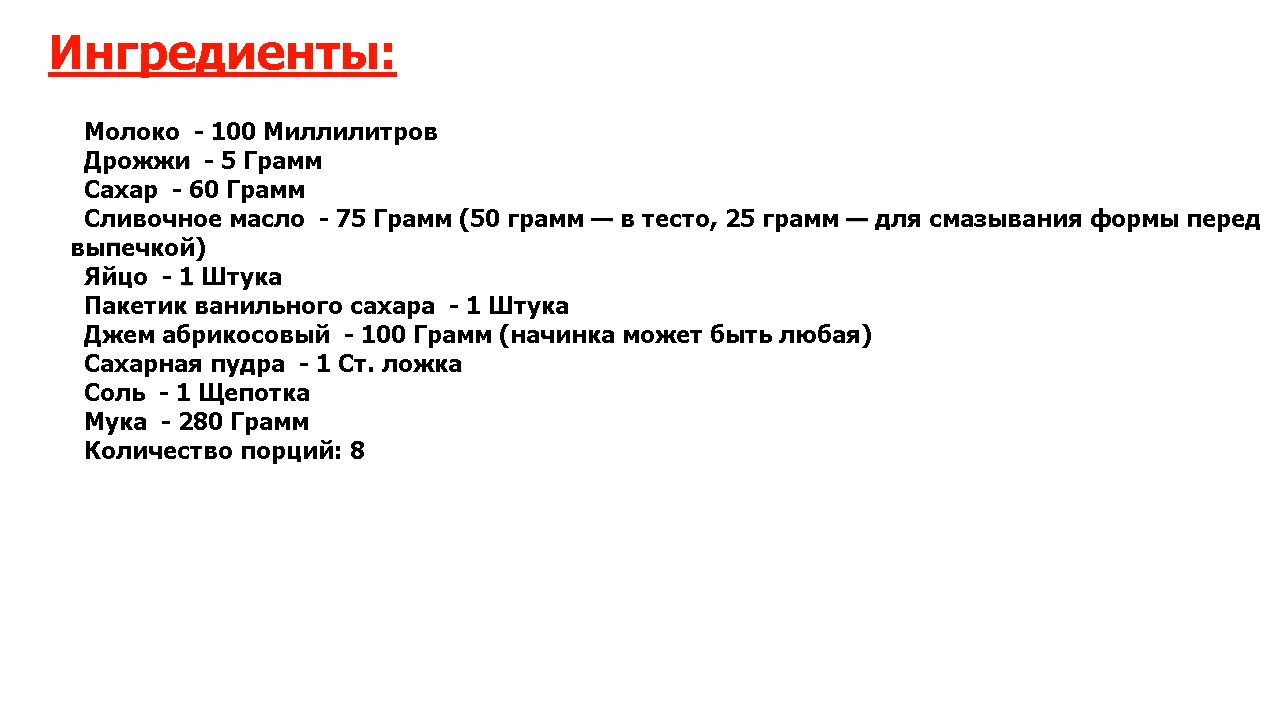 Ингредиенты:
Молоко - 100 Миллилитров
Дрожжи - 5 Грамм
Сахар - 60 Грамм
Сливочное масло - 75 Грамм (50 грамм — в тесто, 25 грамм — для смазывания формы перед
выпечкой)
Яйцо - 1 Штука
Пакетик ванильного сахара - 1 Штука
Джем абрикосовый - 100 Грамм (начинка может быть любая)
Сахарная пудра - 1 Ст. ложка
Соль - 1 Щепотка
Мука - 280 Грамм
Количество порций: 8